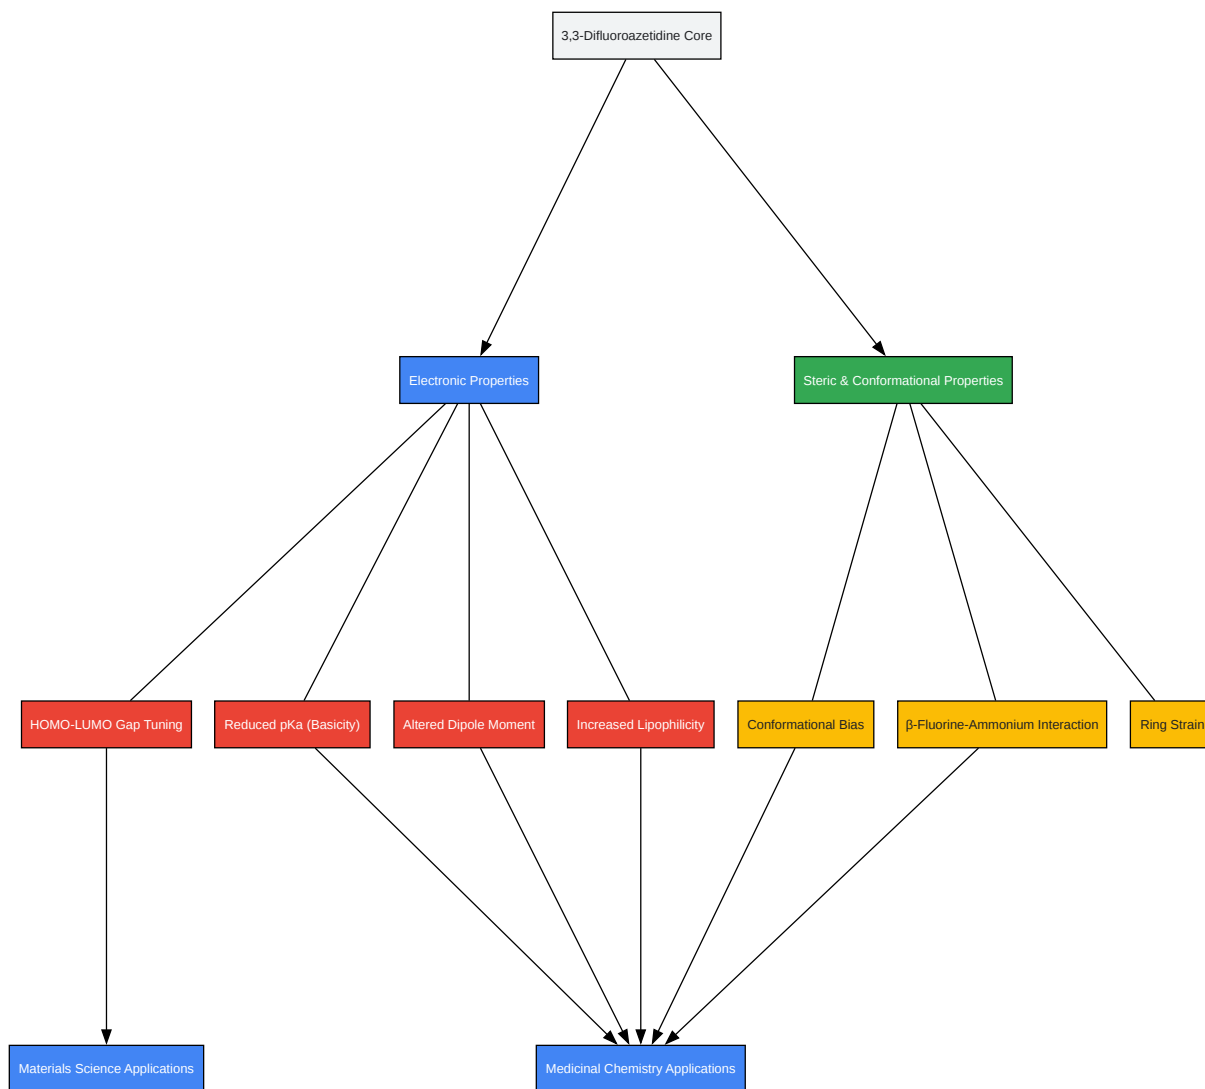 3,3-Difluoroazetidine Core
Electronic Properties
Steric & Conformational Properties
HOMO-LUMO Gap Tuning
Reduced pKa (Basicity)
Altered Dipole Moment
Increased Lipophilicity
Conformational Bias
β-Fluorine-Ammonium Interaction
Ring Strain
Materials Science Applications
Medicinal Chemistry Applications